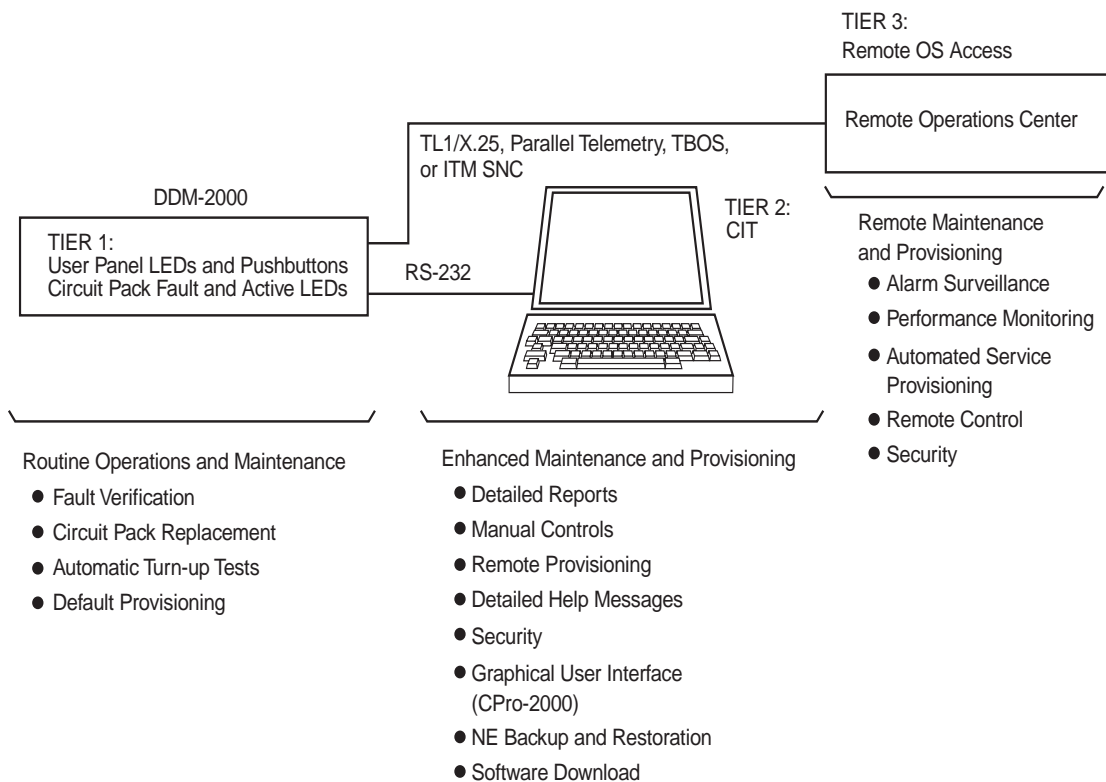 TIER 3:
Remote OS Access
Remote Operations Center
TL1/X.25, Parallel Telemetry, TBOS,
or ITM SNC
DDM-2000
TIER 1:
User Panel LEDs and Pushbuttons
Circuit Pack Fault and Active LEDs
RS-232
TIER 2:
CIT
Remote Maintenance
and Provisioning
● Alarm Surveillance
● Performance Monitoring
● Automated Service
Provisioning
● Remote Control
● Security
Routine Operations and Maintenance
● Fault Verification
● Circuit Pack Replacement
● Automatic Turn-up Tests
● Default Provisioning
Enhanced Maintenance and Provisioning
● Detailed Reports
● Manual Controls
● Remote Provisioning
● Detailed Help Messages
● Security
● Graphical User Interface
(CPro-2000)
● NE Backup and Restoration
● Software Download